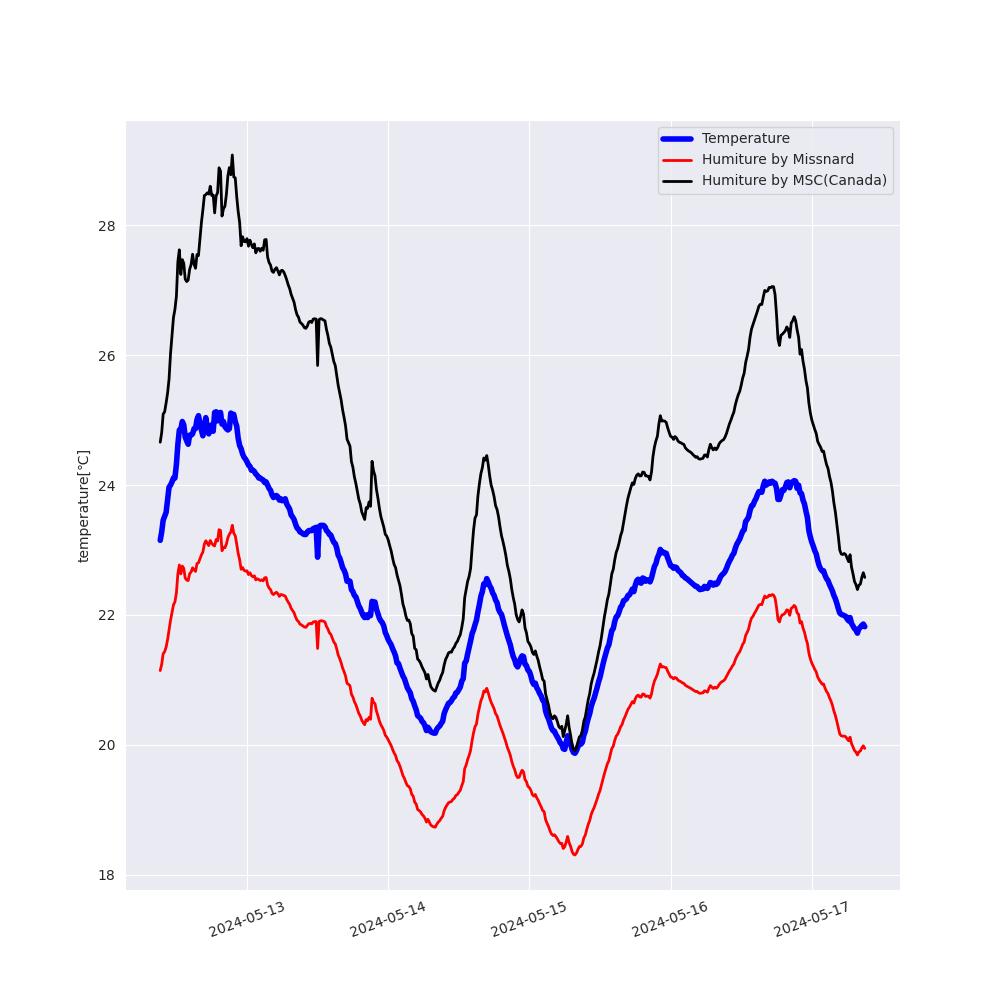 Temperature
Humiture by Missnard
Humiture by MSC(Canada)
temperature[℃]
28
26
24
22
20
18
2024-05-13
2024-05-14
2024-05-15
2024-05-16
2024-05-17